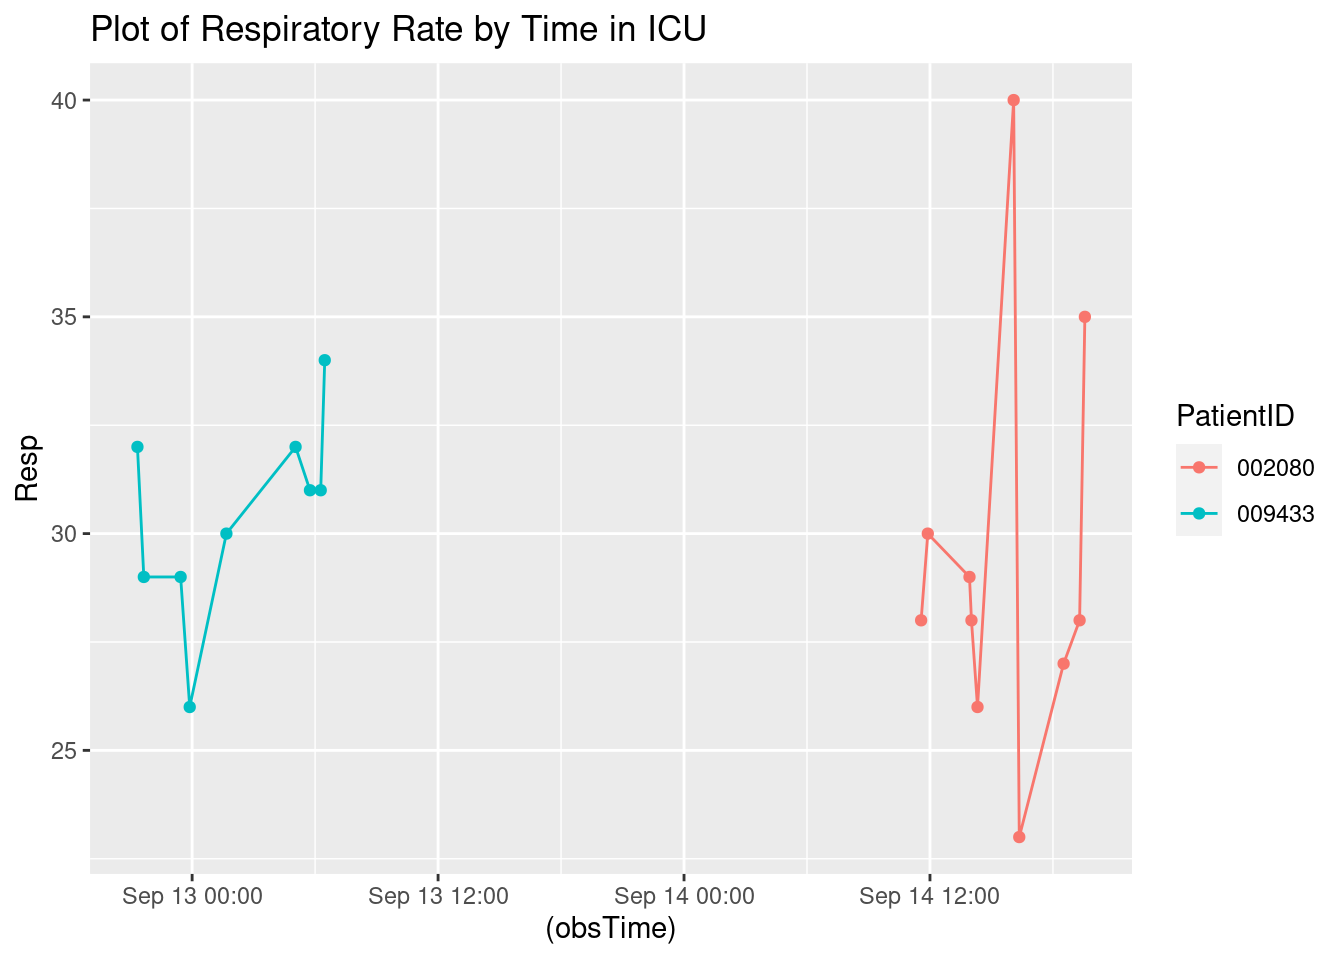 Plot of Respiratory Rate by Time in ICU
40
35
30
25
Resp
Sep 13 00:00
Sep 13 12:00
Sep 14 00:00
Sep 14 12:00
(obsTime)
PatientID
002080
009433